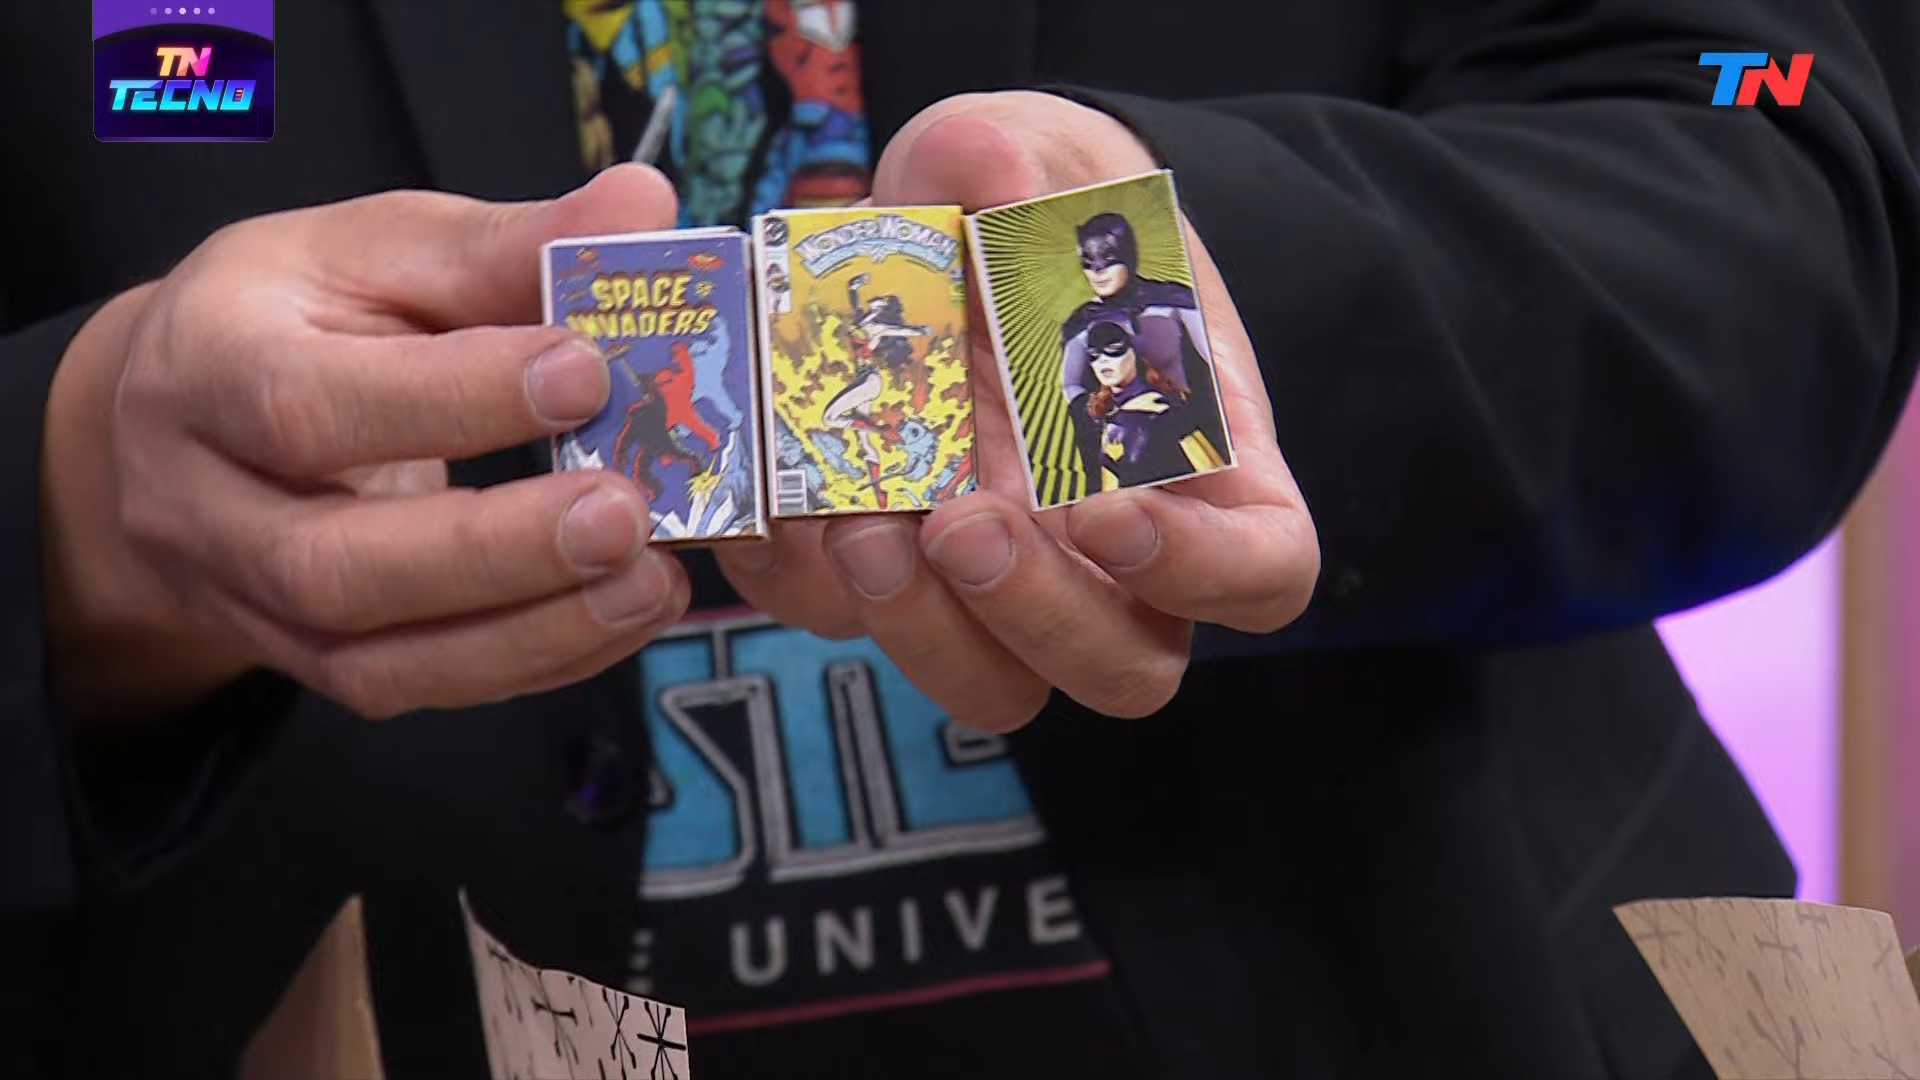 TN
TECNO
TN
SPACE
INVADERS
WONDER WOMAN
UNIVE